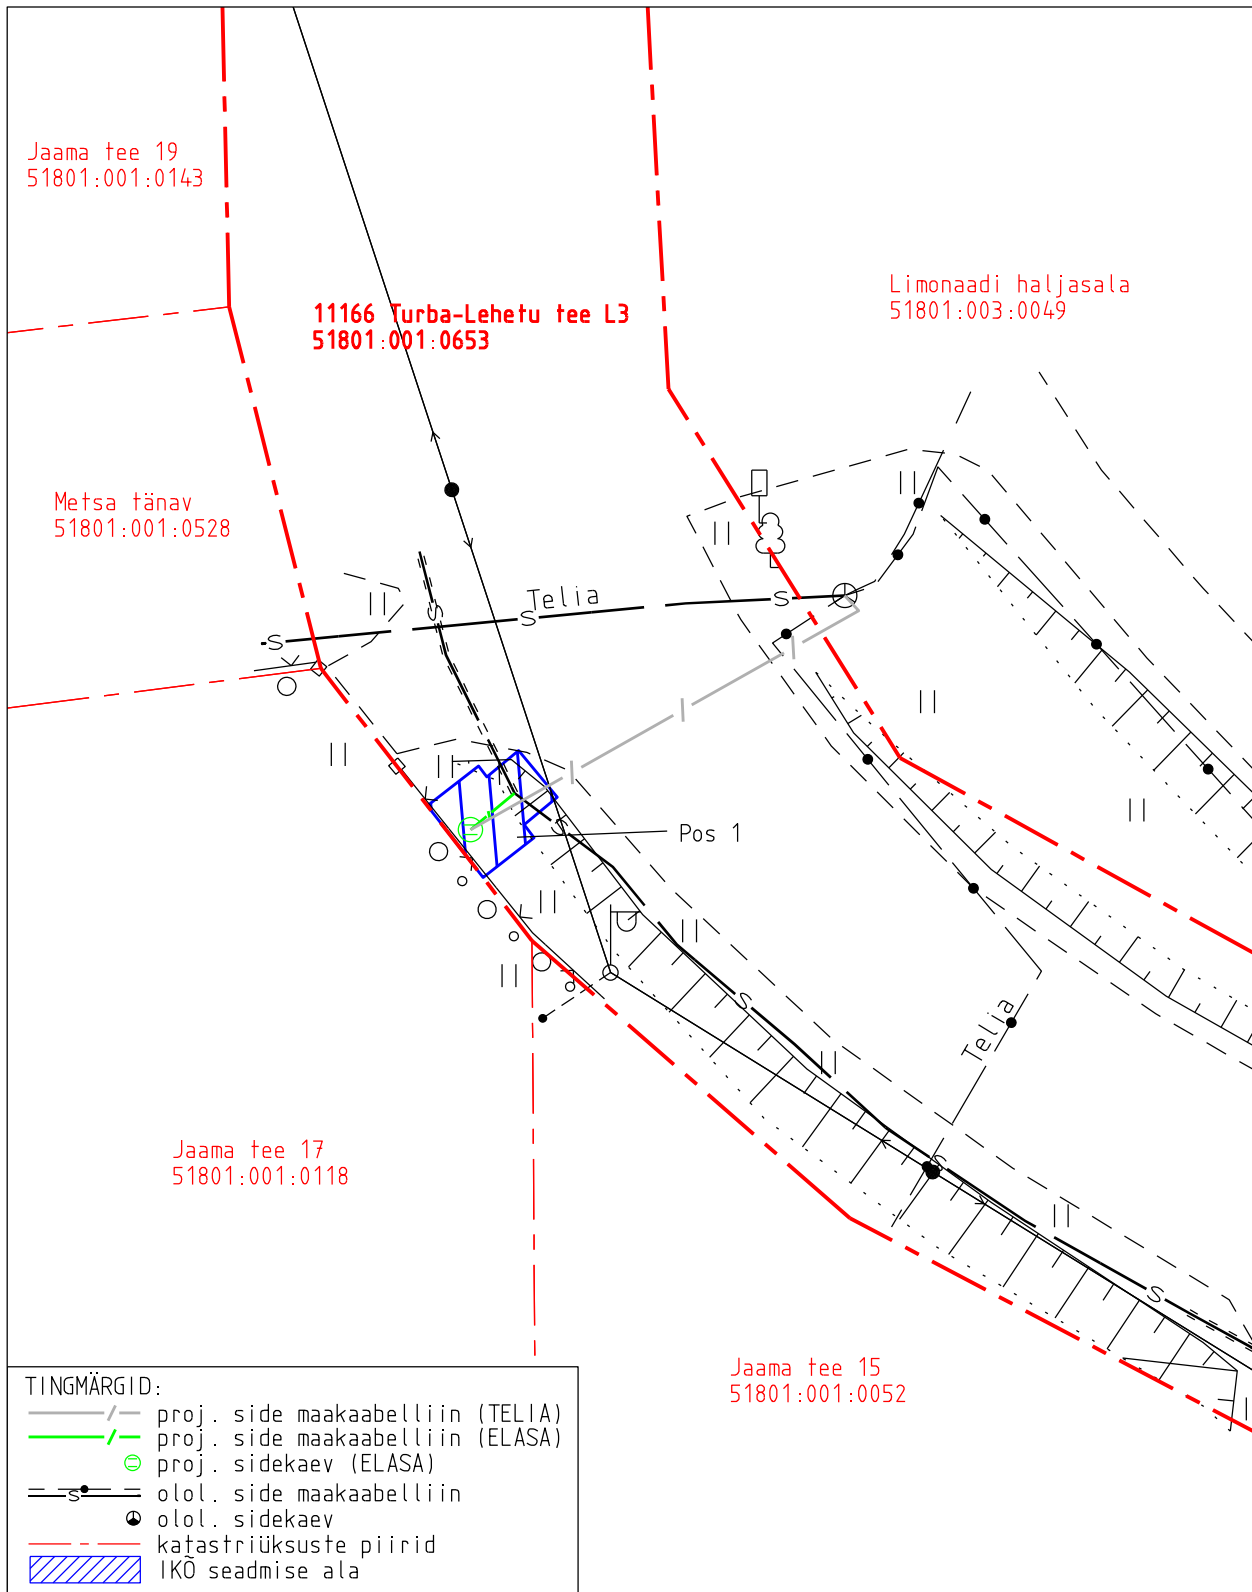 Jaama tee 19
51801:001:0143
Limonaadi haljasala
51801:003:0049
11166 Turba-Lehetu tee L3
51801:001:0653
Metsa tänav
51801:001:0528
Telia
S
S
S
S
Pos 1
S
S
Telia
S
S
Jaama tee 17
51801:001:0118
Jaama tee 15
51801:001:0052
TINGMÄRGID:
proj. side maakaabelliin (TELIA)
proj. side maakaabelliin (ELASA)
proj. sidekaev (ELASA)
S olol. side maakaabelliin
olol. sidekaev
katastriüksuste piirid
IKÕ seadmise ala